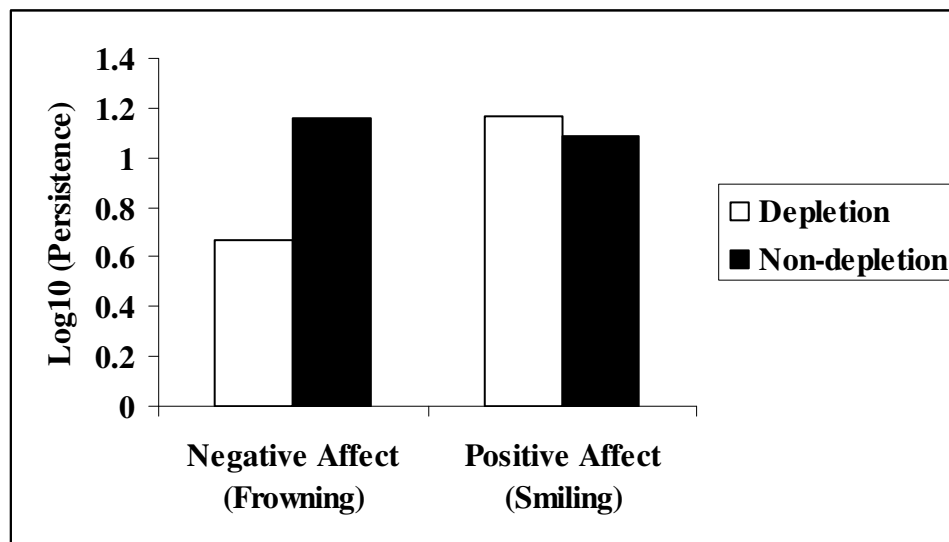 1.4
1.2
1
0.8
0.6
0.4
0.2
0
Log10 (Persistence)
Negative Affect
(Frowning)
Positive Affect
(Smiling)
Depletion
Non-depletion